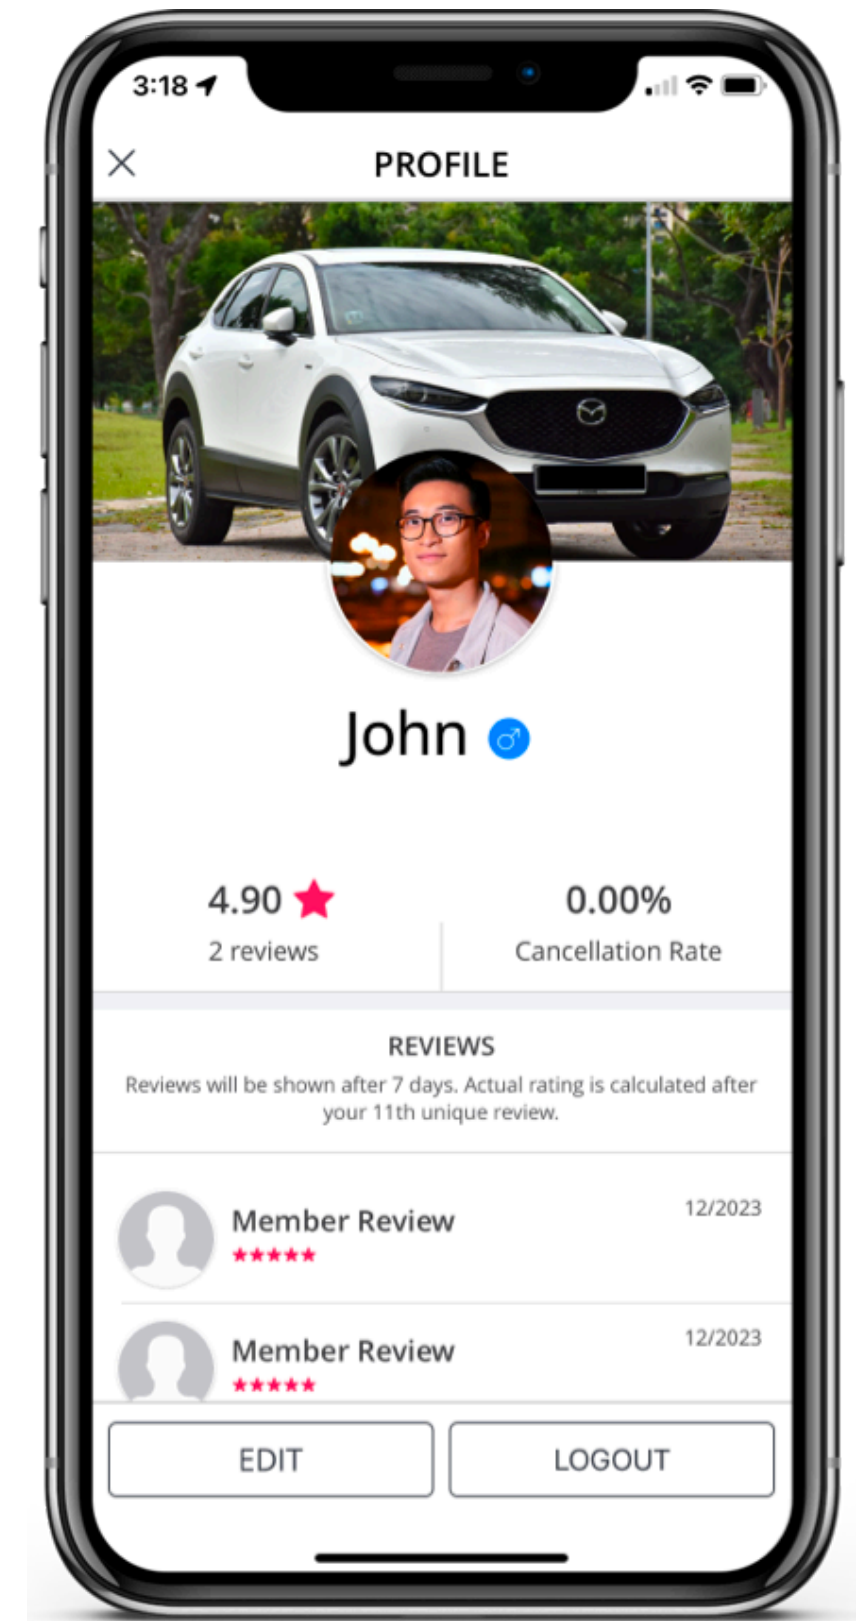 3:18
PROFILE
John
4.90
2 reviews
0.00%
Cancellation Rate
REVIEWS
Reviews will be shown after 7 days. Actual rating is calculated after
your 11th unique review.
Member Review
12/2023
Member Review
12/2023
EDIT
LOGOUT